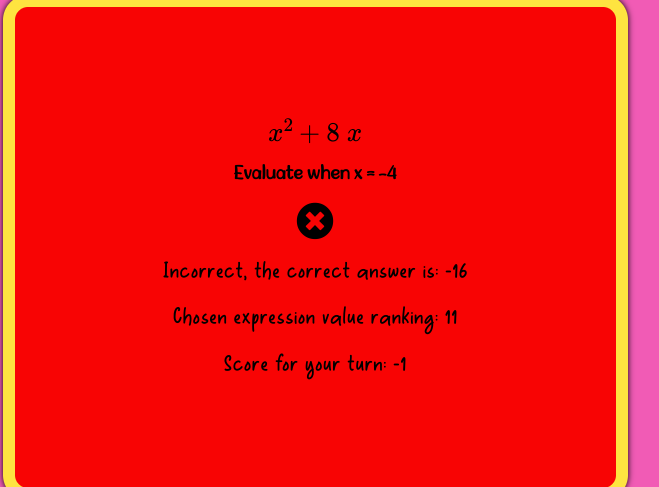 x² + 8 x
Evaluate when x = -4
Incorrect, the correct answer is: -16
Chosen expression value ranking: 11
Score for your turn: -1